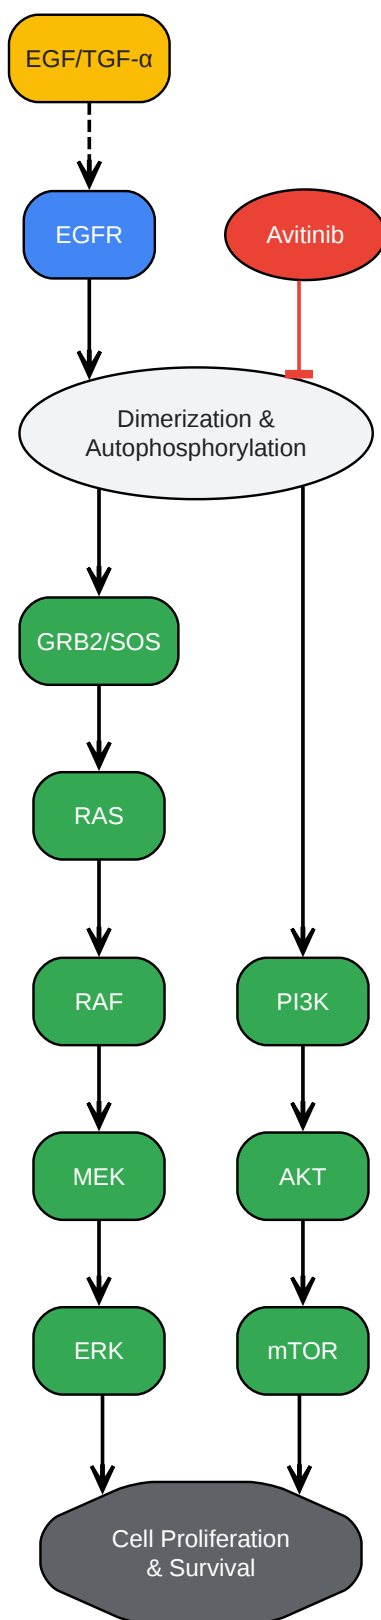 EGF/TGF-α
EGFR
Avitinib
Dimerization &
Autophosphorylation
GRB2/SOS
RAS
RAF
PI3K
MEK
AKT
ERK
mTOR
Cell Proliferation
& Survival